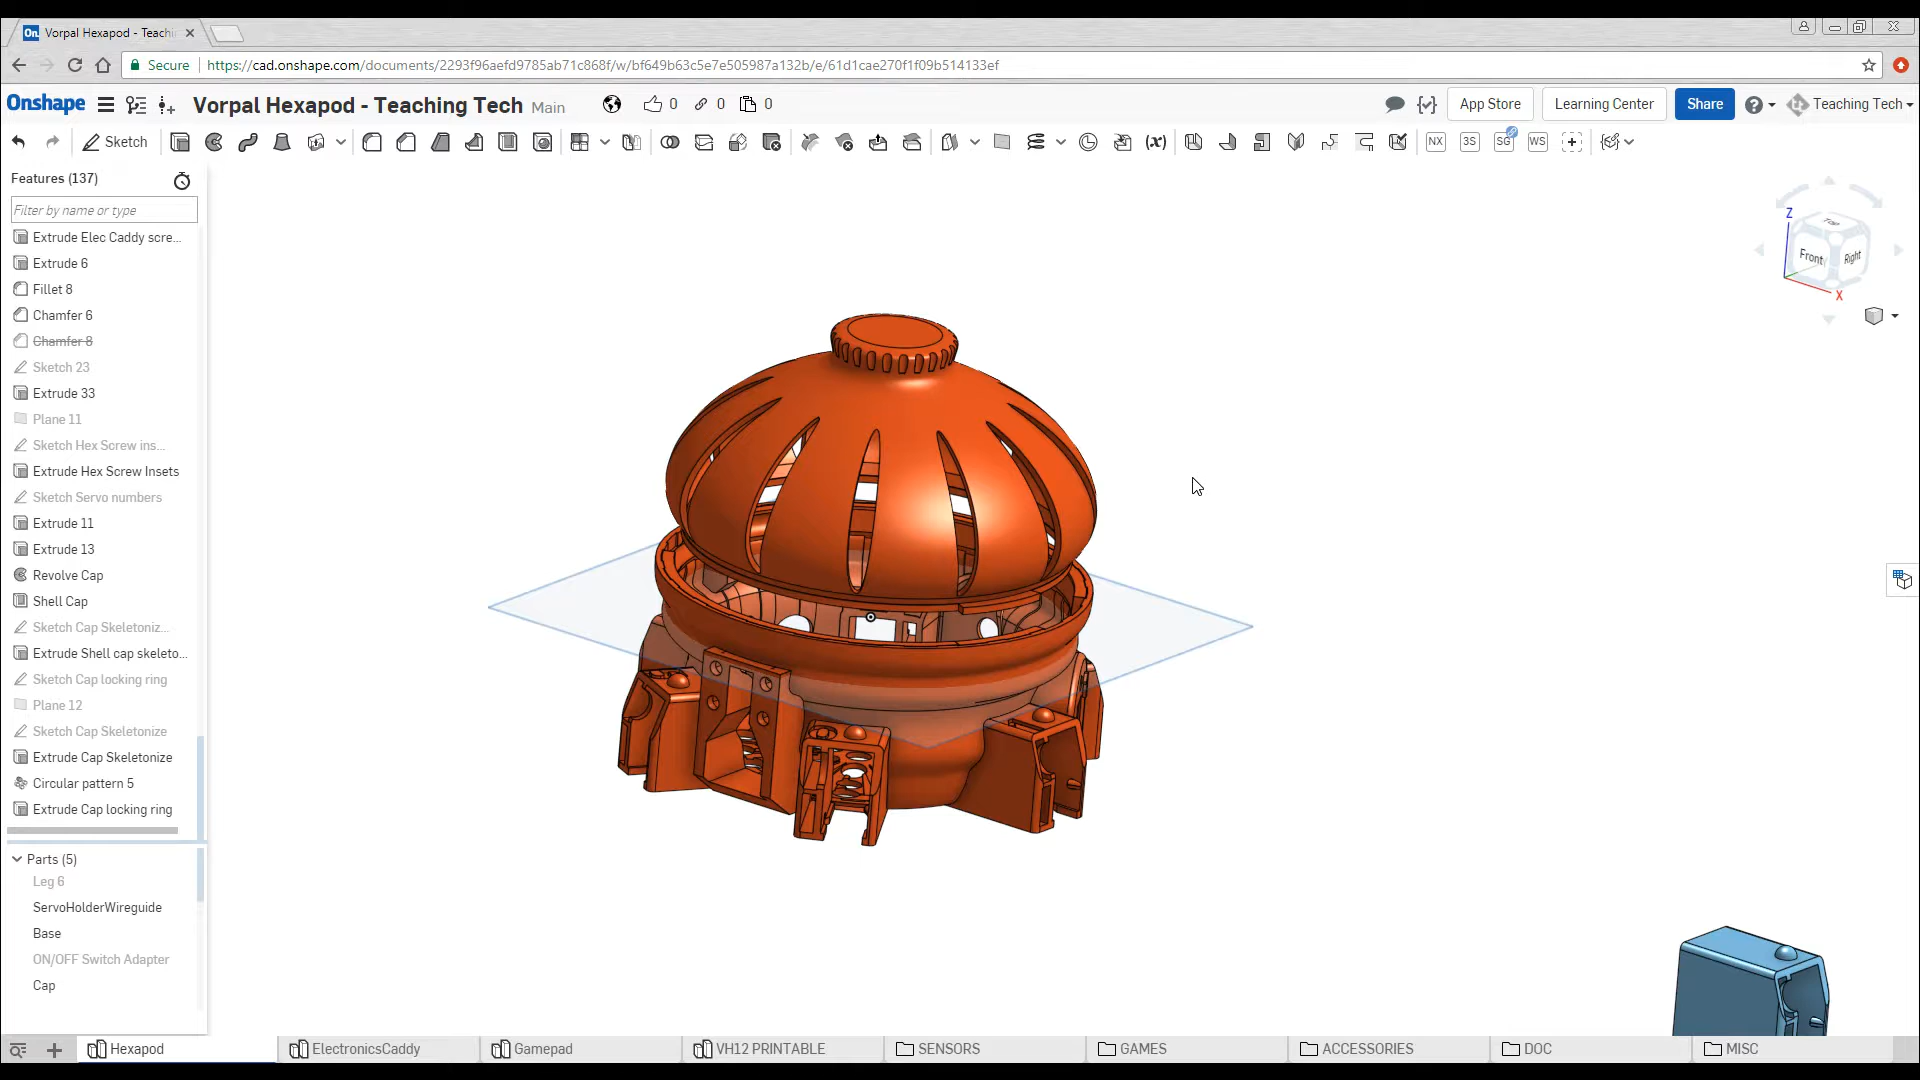 On. Vorpal Hexapod - Teachi
Secure https://cad.onshape.com/documents/2293f96aefd9785ab71c868f/w/bf649b63c5e7e505987a132b/e/61d1cae270f1f09b514133ef
Onshape Vorpal Hexapod - Teaching Tech Main 0 0 0 App Store Learning Center Share Teaching Tech
Sketch (x) NX 3S SG WS
Features (137)
Filter by name or type
Extrude Elec Caddy scre...
Extrude 6
Fillet 8
Chamfer 6
Chamfer 8
Sketch 23
Extrude 33
Plane 11
Sketch Hex Screw ins...
Extrude Hex Screw Insets
Sketch Servo numbers
Extrude 11
Extrude 13
Revolve Cap
Shell Cap
Sketch Cap Skeletoniz...
Extrude Shell cap skeleto...
Sketch Cap locking ring
Plane 12
Sketch Cap Skeletonize
Extrude Cap Skeletonize
Circular pattern 5
Extrude Cap locking ring
Parts (5)
Leg 6
ServoHolderWireguide
Base
ON/OFF Switch Adapter
Cap
Z
Top
Front Right
X
Hexapod ElectronicsCaddy Gamepad VH12 PRINTABLE SENSORS GAMES ACCESSORIES DOC MISC